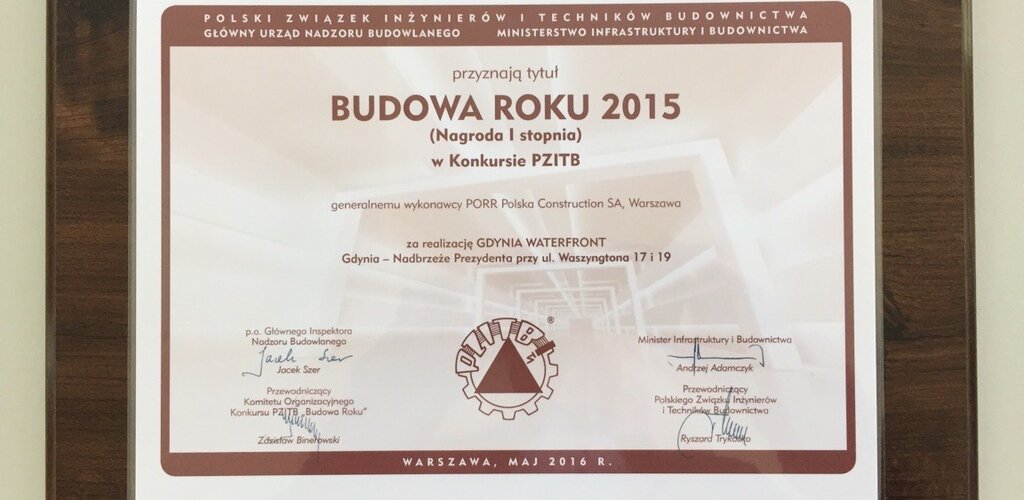 POLSKI ZWIĄZEK INŻYNIERÓW I TECHNIKÓW BUDOWNICTWA
GŁÓWNY URZĄD NADZORU BUDOWLANEGO MINISTERSTWO INFRASTRUKTURY I BUDOWNICTWA
przyznają tytuł
BUDOWA ROKU 2015
(Nagroda I stopnia)
w Konkursie PZITB
generalnemu wykonawcy PORR Polska Construction SA, Warszawa
za realizację GDYNIA WATERFRONT
Gdynia – Nadbrzeże Prezydenta przy ul. Waszyngtona 17 i 19
PZITB ®
p.o. Głównego Inspektora
Nadzoru Budowlanego
Jacek Szer
Jacek Szer
Przewodniczący
Komitetu Organizacyjnego
Konkursu PZITB „Budowa Roku"
Zdzisław Binerowski
Minister Infrastruktury i Budownictwa
Andrzej Adamczyk
Przewodniczący
Polskiego Związku Inżynierów
i Techników Budownictwa
Ryszard Trykosko
WARSZAWA, MAJ 2016 R.